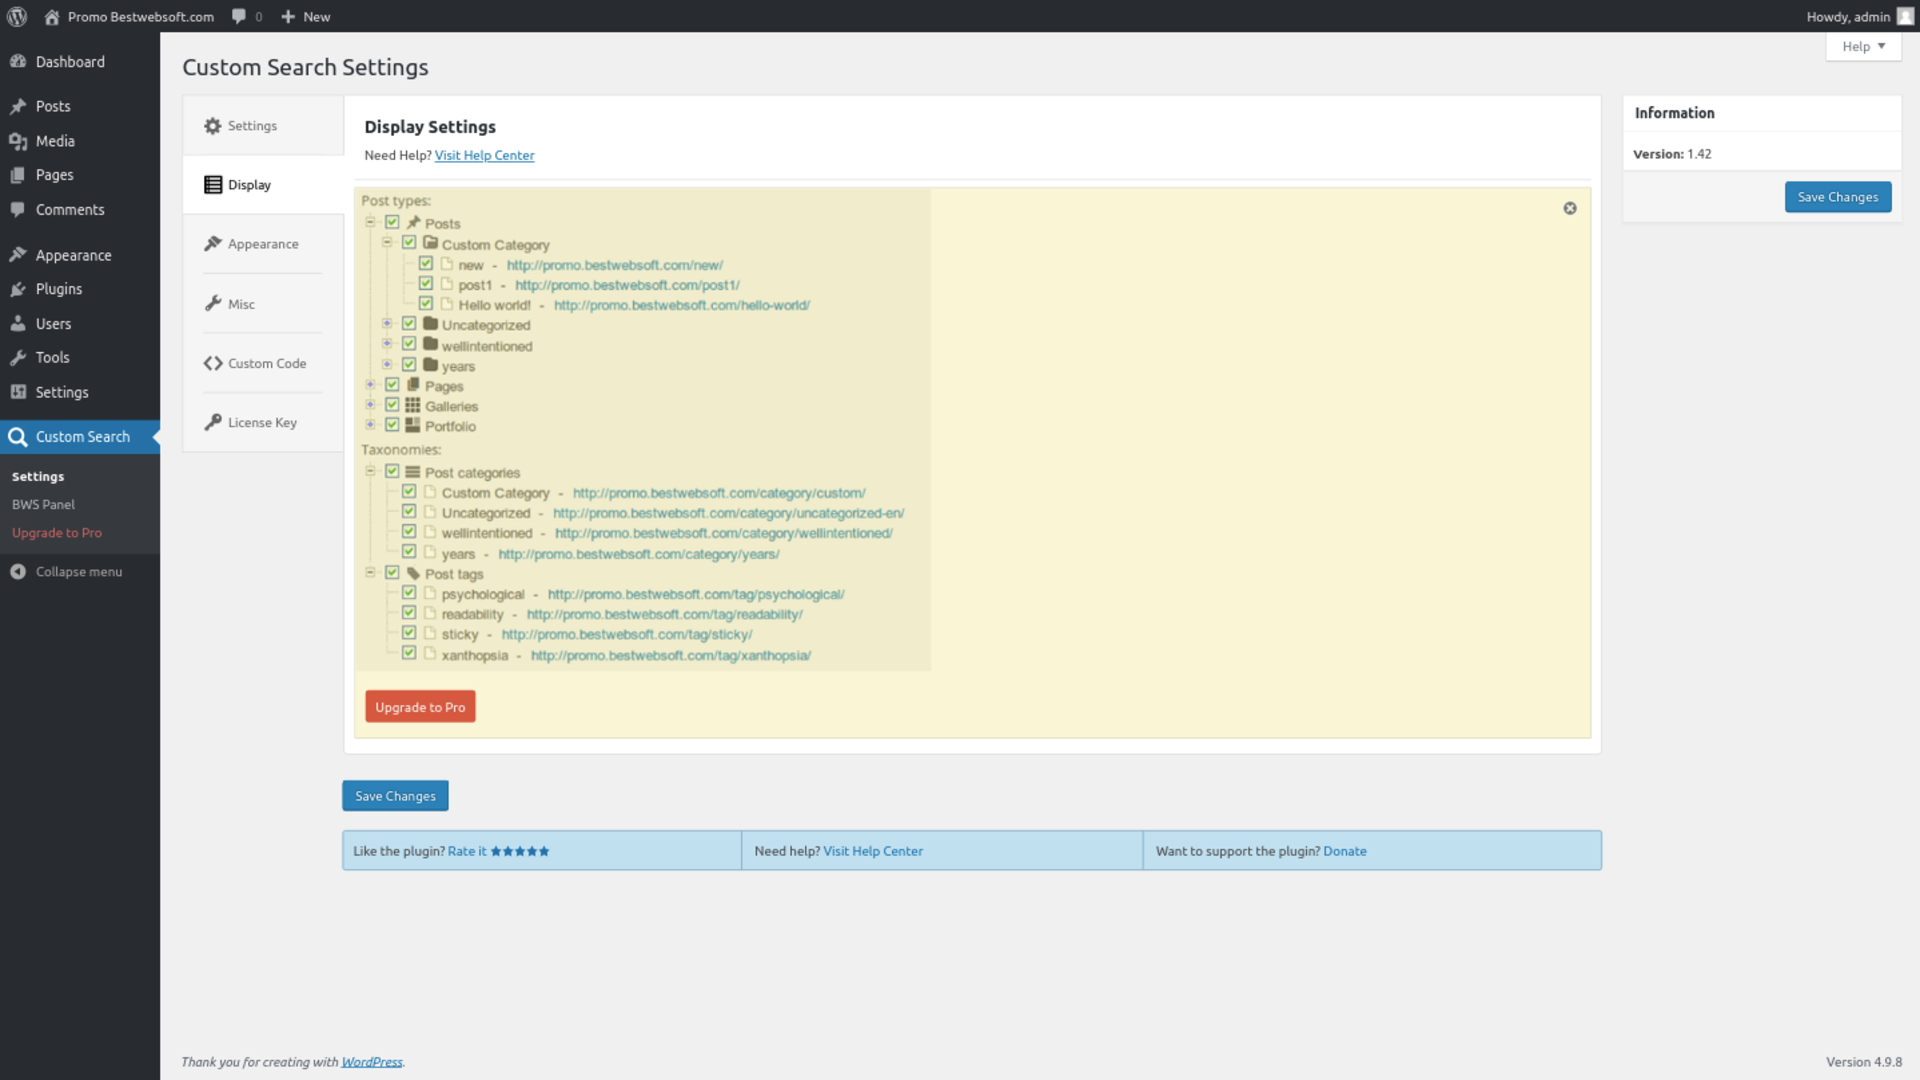 Promo Bestwebsoft.com 0 New Howdy, admin
Help
Dashboard
Posts
Media
Pages
Comments
Appearance
Plugins
Users
Tools
Settings
Custom Search
Settings
BWS Panel
Upgrade to Pro
Collapse menu
Custom Search Settings
Settings
Display
Appearance
Misc
Custom Code
License Key
Display Settings
Need Help? Visit Help Center
Post types:
Posts
Custom Category
new - http://promo.bestwebsoft.com/new/
post1 - http://promo.bestwebsoft.com/post1/
Hello world! - http://promo.bestwebsoft.com/hello-world/
Uncategorized
wellintentioned
years
Pages
Galleries
Portfolio
Taxonomies:
Post categories
Custom Category - http://promo.bestwebsoft.com/category/custom/
Uncategorized - http://promo.bestwebsoft.com/category/uncategorized-en/
wellintentioned - http://promo.bestwebsoft.com/category/wellintentioned/
years - http://promo.bestwebsoft.com/category/years/
Post tags
psychological - http://promo.bestwebsoft.com/tag/psychological/
readability - http://promo.bestwebsoft.com/tag/readability/
sticky - http://promo.bestwebsoft.com/tag/sticky/
xanthopsia - http://promo.bestwebsoft.com/tag/xanthopsia/
Upgrade to Pro
Save Changes
Like the plugin? Rate it ★★★★★
Need help? Visit Help Center
Want to support the plugin? Donate
Information
Version: 1.42
Save Changes
Thank you for creating with WordPress.
Version 4.9.8